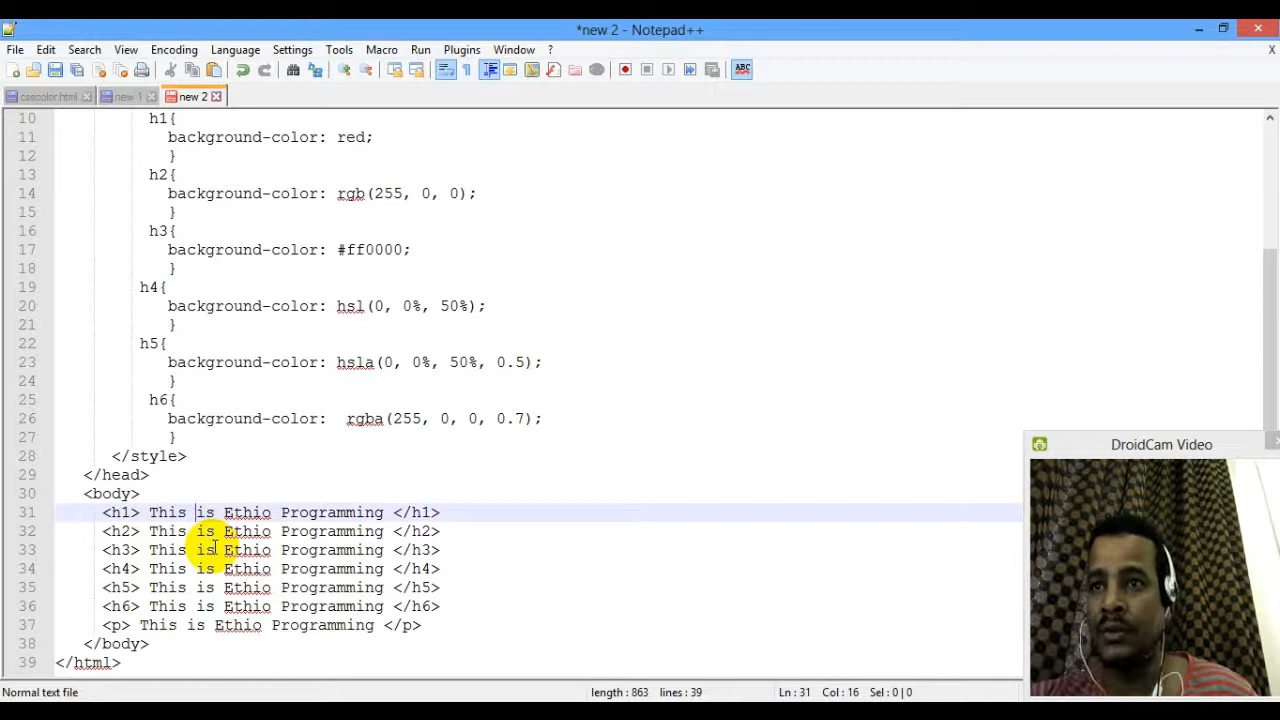 *new 2 - Notepad++
File Edit Search View Encoding Language Settings Tools Macro Run Plugins Window ? X
ABC
csscolor.html new 1 new 2
10 h1{
11 background-color: red;
12 }
13 h2{
14 background-color: rgb(255, 0, 0);
15 }
16 h3{
17 background-color: #ff0000;
18 }
19 h4{
20 background-color: hsl(0, 0%, 50%);
21 }
22 h5{
23 background-color: hsla(0, 0%, 50%, 0.5);
24 }
25 h6{
26 background-color:  rgba(255, 0, 0, 0.7);
27 }
28 </style>
29 </head>
30 <body>
31 <h1> This is Ethio Programming </h1>
32 <h2> This is Ethio Programming </h2>
33 <h3> This is Ethio Programming </h3>
34 <h4> This is Ethio Programming </h4>
35 <h5> This is Ethio Programming </h5>
36 <h6> This is Ethio Programming </h6>
37 <p> This is Ethio Programming </p>
38 </body>
39 </html>
DroidCam Video
Normal text file length : 863 lines : 39 Ln : 31 Col : 16 Sel : 0 | 0